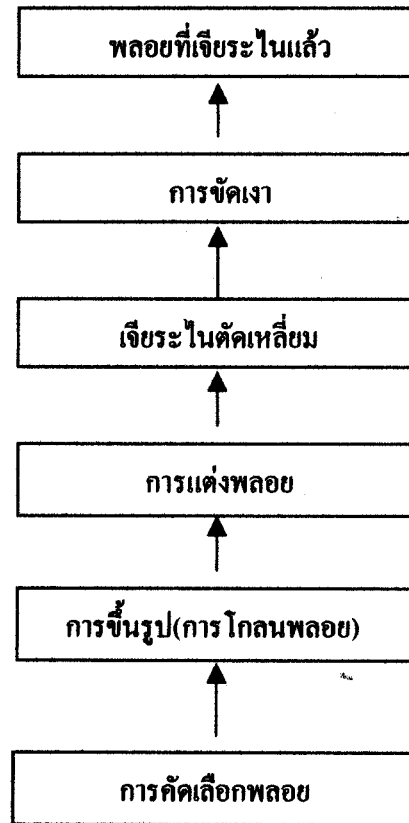 พลอยที่เจียระไนแล้ว
การขัดเงา
เจียระไนตัดเหลี่ยม
การแต่งพลอย
การขึ้นรูป(การโกลนพลอย)
การคัดเลือกพลอย